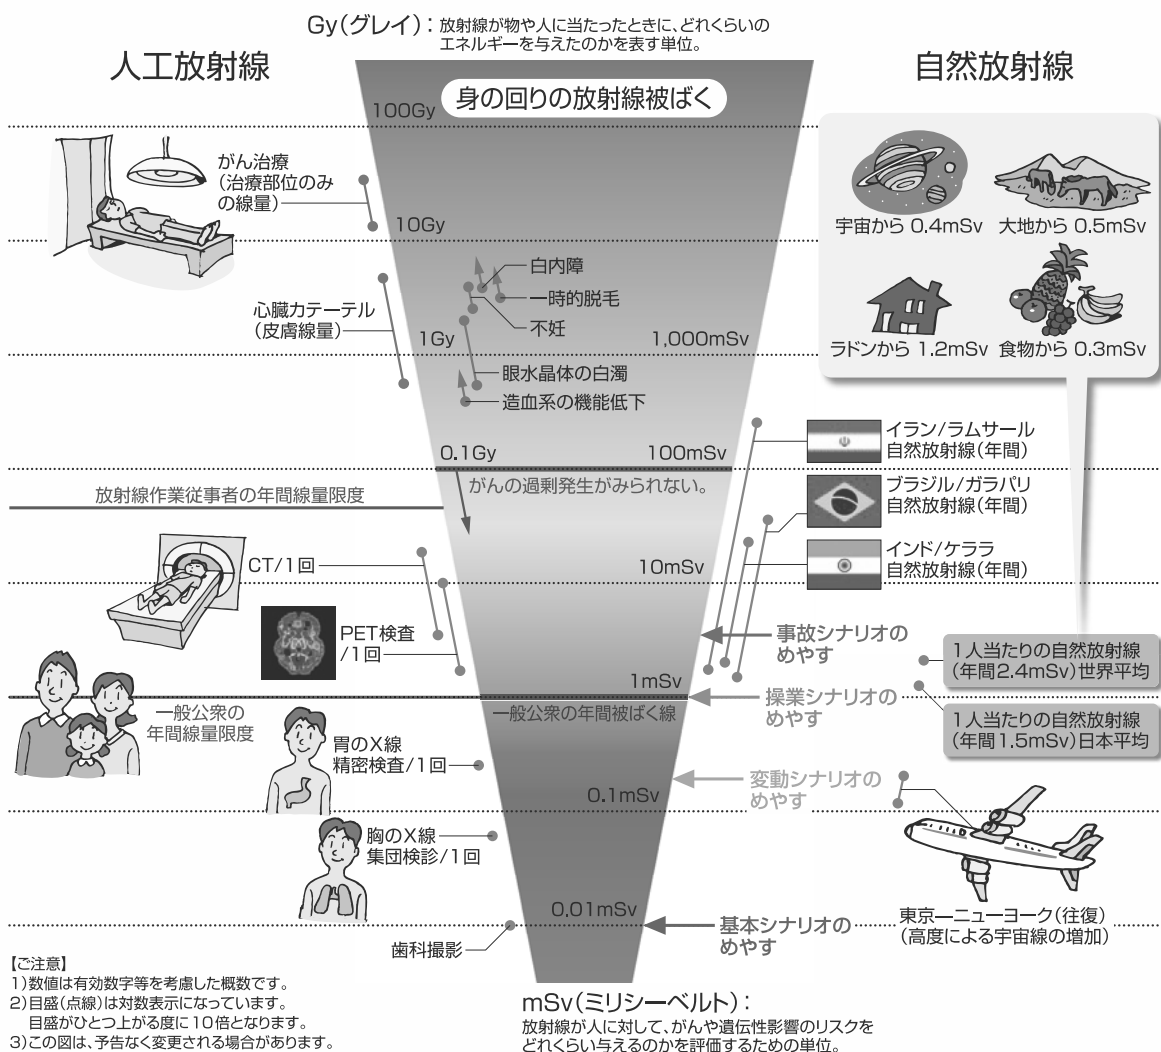 Gy(グレイ)：放射線が物や人に当たったときに、どれくらいの
エネルギーを与えたのかを表す単位。
人工放射線
自然放射線
身の回りの放射線被ばく
100Gy
がん治療
(治療部位のみ
の線量)
10Gy
宇宙から 0.4mSv
大地から 0.5mSv
ラドンから 1.2mSv
食物から 0.3mSv
白内障
一時的脱毛
不妊
心臓カテーテル
(皮膚線量)
1Gy
1,000mSv
眼水晶体の白濁
造血系の機能低下
イラン/ラムサール
自然放射線(年間)
0.1Gy
100mSv
がんの過剰発生がみられない。
放射線作業従事者の年間線量限度
ブラジル/ガラパリ
自然放射線(年間)
インド/ケララ
自然放射線(年間)
CT/1回
10mSv
PET検査
/1回
事故シナリオの
めやす
1人当たりの自然放射線
(年間2.4mSv)世界平均
1mSv
操業シナリオの
めやす
一般公衆の年間被ばく線
一般公衆の
年間線量限度
1人当たりの自然放射線
(年間1.5mSv)日本平均
胃のX線
精密検査/1回
変動シナリオの
めやす
0.1mSv
胸のX線
集団検診/1回
0.01mSv
基本シナリオの
めやす
東京―ニューヨーク(往復)
(高度による宇宙線の増加)
歯科撮影
【ご注意】
1)数値は有効数字等を考慮した概数です。
2)目盛(点線)は対数表示になっています。
目盛がひとつ上がる度に10倍となります。
3)この図は、予告なく変更される場合があります。
mSv(ミリシーベルト)：
放射線が人に対して、がんや遺伝性影響のリスクを
どれくらい与えるのかを評価するための単位。